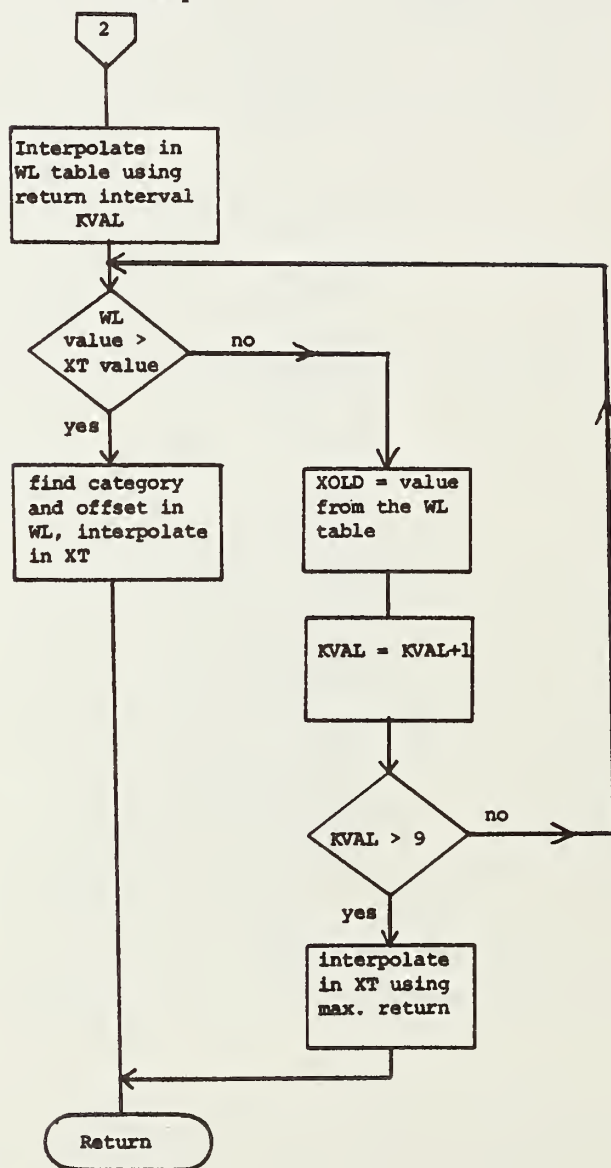 2
Interpolate in
WL table using
return interval
KVAL
WL
value >
XT value
no
yes
find category
and offset in
WL, interpolate
in XT
XOLD = value
from the WL
table
KVAL = KVAL+1
KVAL > 9
no
yes
interpolate
in XT using
max. return
Return